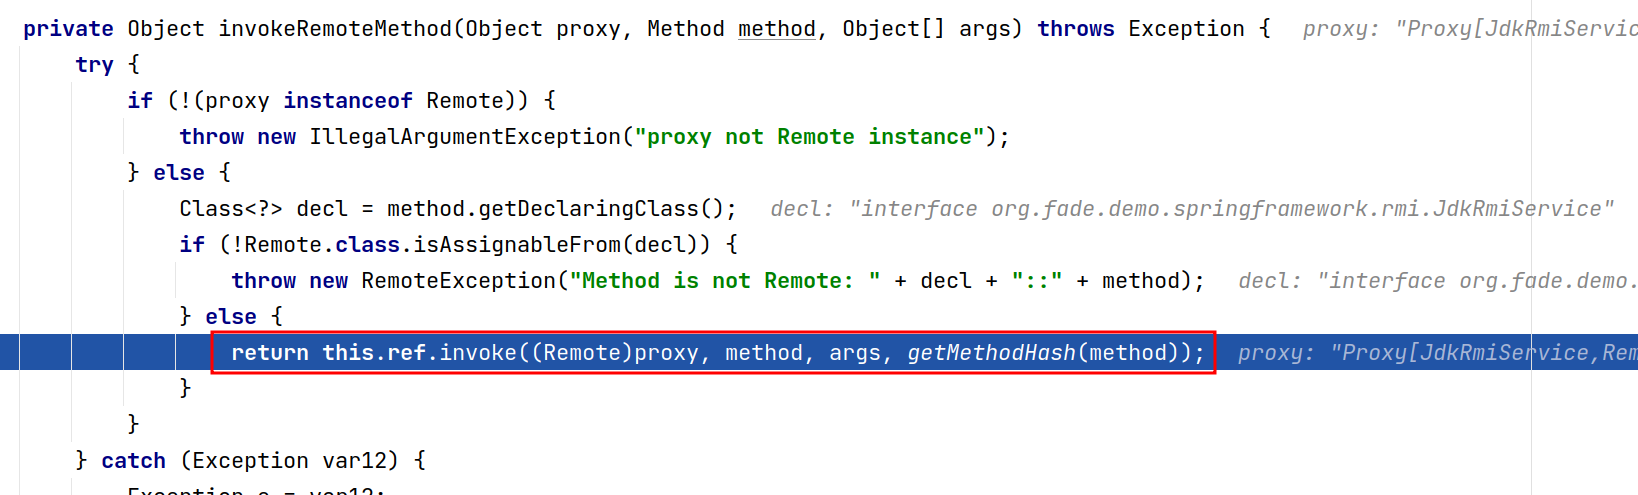 private Object invokeRemoteMethod(Object proxy, Method method, Object[] args) throws Exception {  proxy: "Proxy[JdkRmiServic
try {
if (!(proxy instanceof Remote)) {
throw new IllegalArgumentException("proxy not Remote instance");
} else {
Class<?> decl = method.getDeclaringClass();  decl: "interface org.fade.demo.springframework.rmi.JdkRmiService"
if (!Remote.class.isAssignableFrom(decl)) {
throw new RemoteException("Method is not Remote: " + decl + "::" + method);  decl: "interface org.fade.demo.
} else {
return this.ref.invoke((Remote)proxy, method, args, getMethodHash(method));  proxy: "Proxy[JdkRmiService,Rem
}
}
} catch (Exception var12) {
Exception e = var12;